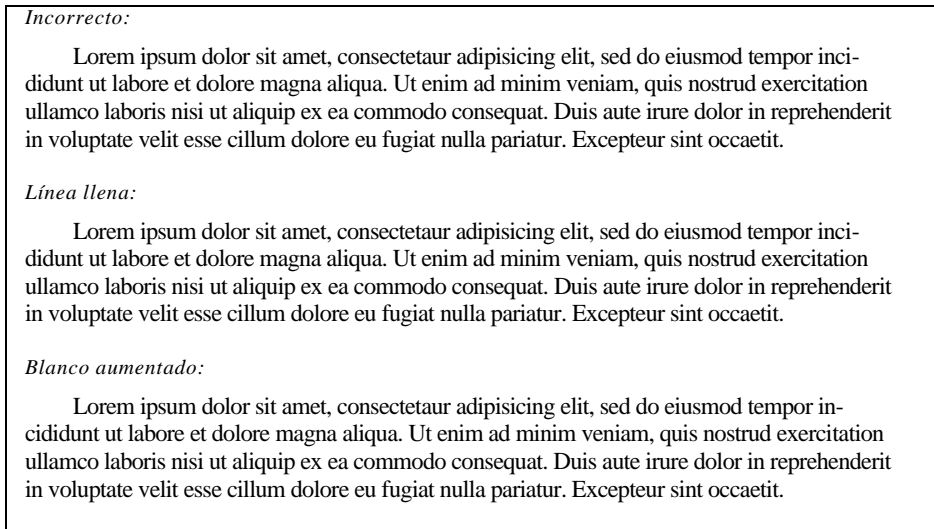 Incorrecto:
Lorem ipsum dolor sit amet, consectetaur adipisicing elit, sed do eiusmod tempor inci-
didunt ut labore et dolore magna aliqua. Ut enim ad minim veniam, quis nostrud exercitation
ullamco laboris nisi ut aliquip ex ea commodo consequat. Duis aute irure dolor in reprehenderit
in voluptate velit esse cillum dolore eu fugiat nulla pariatur. Excepteur sint occaetit.
Línea llena:
Lorem ipsum dolor sit amet, consectetaur adipisicing elit, sed do eiusmod tempor inci-
didunt ut labore et dolore magna aliqua. Ut enim ad minim veniam, quis nostrud exercitation
ullamco laboris nisi ut aliquip ex ea commodo consequat. Duis aute irure dolor in reprehenderit
in voluptate velit esse cillum dolore eu fugiat nulla pariatur. Excepteur sint occaetit.
Blanco aumentado:
Lorem ipsum dolor sit amet, consectetaur adipisicing elit, sed do eiusmod tempor in-
cididunt ut labore et dolore magna aliqua. Ut enim ad minim veniam, quis nostrud exercitation
ullamco laboris nisi ut aliquip ex ea commodo consequat. Duis aute irure dolor in reprehenderit
in voluptate velit esse cillum dolore eu fugiat nulla pariatur. Excepteur sint occaetit.